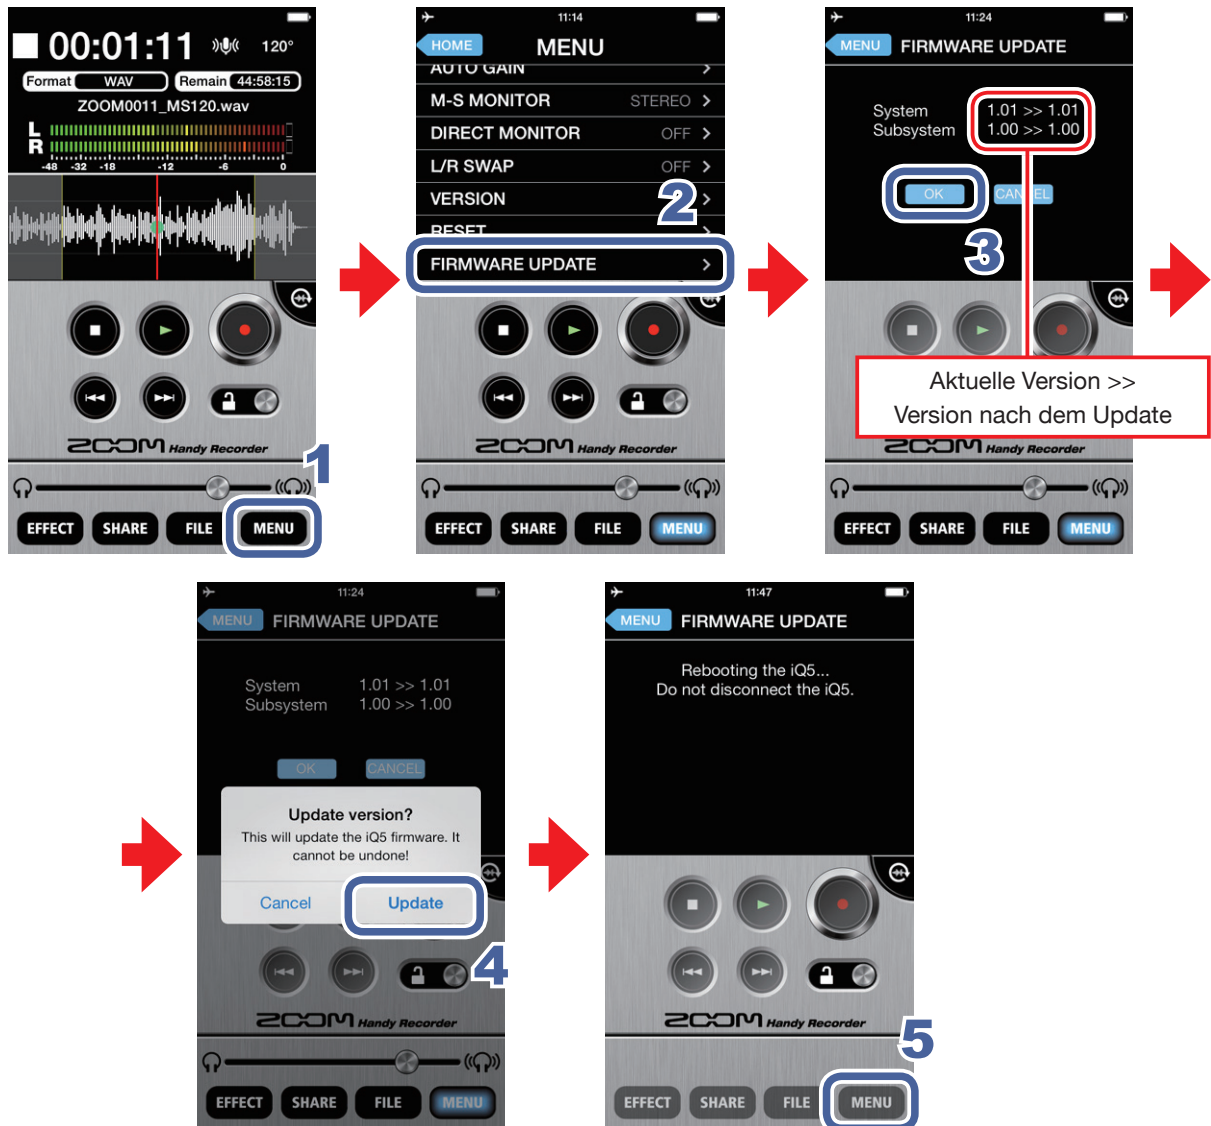 00:01:11 120°
Format WAV Remain 44:58:15
ZOOM0011_MS120.wav
L
R
-48 -32 -18 -12 -6 0
ZOOM Handy Recorder
1
EFFECT SHARE FILE MENU
11:14
HOME MENU
AUTO GAIN
M-S MONITOR STEREO
DIRECT MONITOR OFF
L/R SWAP OFF
VERSION
2
RESET
FIRMWARE UPDATE
ZOOM Handy Recorder
EFFECT SHARE FILE MENU
11:24
MENU FIRMWARE UPDATE
System 1.01 >> 1.01
Subsystem 1.00 >> 1.00
OK CANCEL
3
Aktuelle Version >>
Version nach dem Update
ZOOM Handy Recorder
EFFECT SHARE FILE MENU
11:24
MENU FIRMWARE UPDATE
System 1.01 >> 1.01
Subsystem 1.00 >> 1.00
OK CANCEL
Update version?
This will update the iQ5 firmware. It
cannot be undone!
Cancel Update
4
ZOOM Handy Recorder
EFFECT SHARE FILE MENU
11:47
MENU FIRMWARE UPDATE
Rebooting the iQ5...
Do not disconnect the iQ5.
ZOOM Handy Recorder
5
EFFECT SHARE FILE MENU